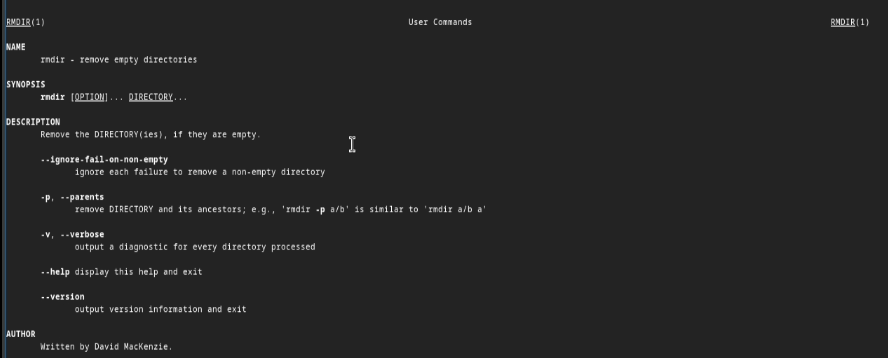 RMDIR(1) User Commands RMDIR(1)
NAME
rmdir - remove empty directories
SYNOPSIS
rmdir [OPTION]... DIRECTORY...
DESCRIPTION
Remove the DIRECTORY(ies), if they are empty.
--ignore-fail-on-non-empty
ignore each failure to remove a non-empty directory
-p, --parents
remove DIRECTORY and its ancestors; e.g., 'rmdir -p a/b' is similar to 'rmdir a/b a'
-v, --verbose
output a diagnostic for every directory processed
--help display this help and exit
--version
output version information and exit
AUTHOR
Written by David MacKenzie.